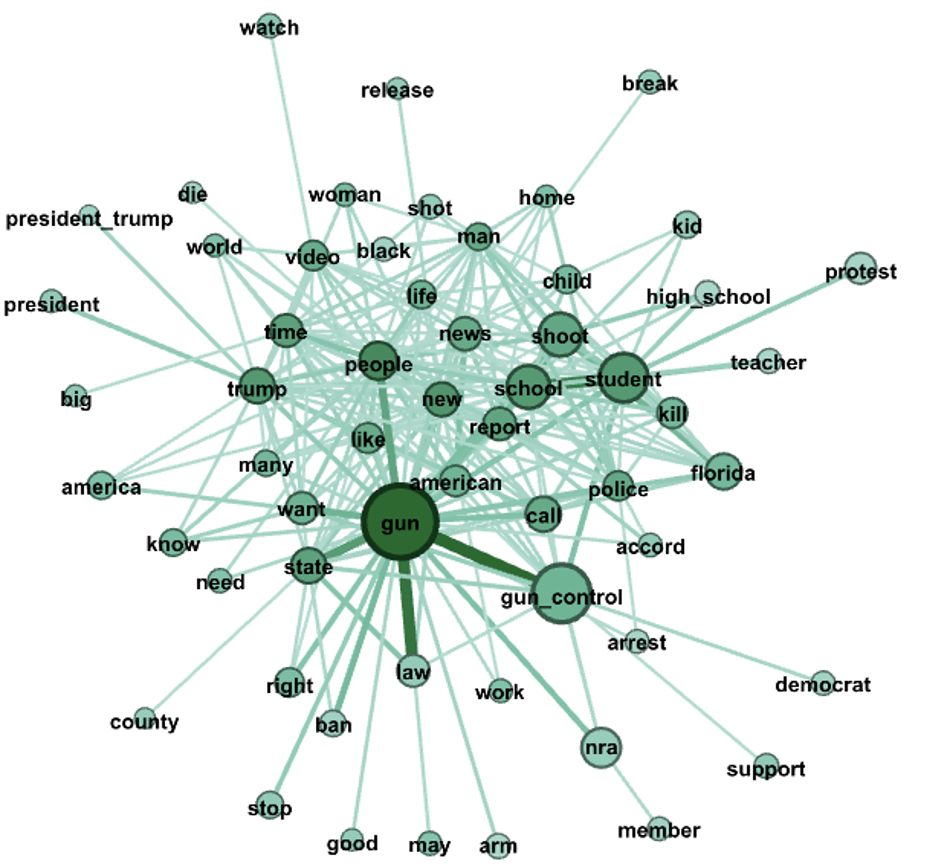 watch
release
break
die
woman
shot
home
president_trump
man
kid
world
video
black
protest
child
life
high_school
president
time
news
shoot
people
teacher
student
trump
school
big
new
kill
report
like
many
florida
american
america
police
want
call
gun
know
accord
state
need
gun_control
arrest
law
right
work
democrat
county
ban
nra
support
stop
member
good
may
arm